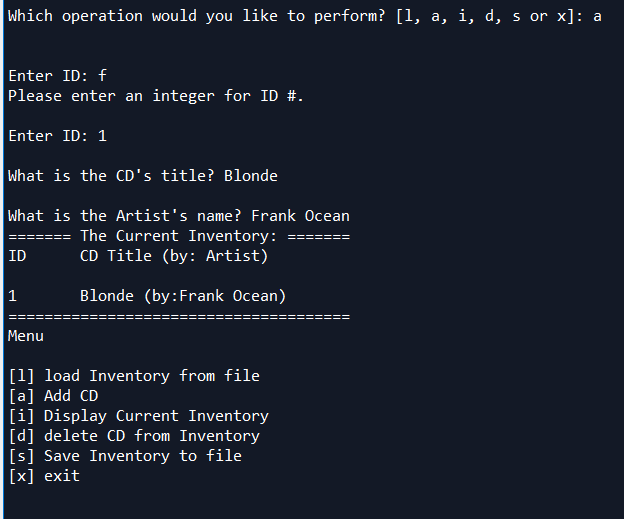 Which operation would you like to perform? [l, a, i, d, s or x]: a
Enter ID: f
Please enter an integer for ID #.
Enter ID: 1
What is the CD's title? Blonde
What is the Artist's name? Frank Ocean
======= The Current Inventory: =======
ID CD Title (by: Artist)
1 Blonde (by:Frank Ocean)
======================================
Menu
[l] load Inventory from file
[a] Add CD
[i] Display Current Inventory
[d] delete CD from Inventory
[s] Save Inventory to file
[x] exit